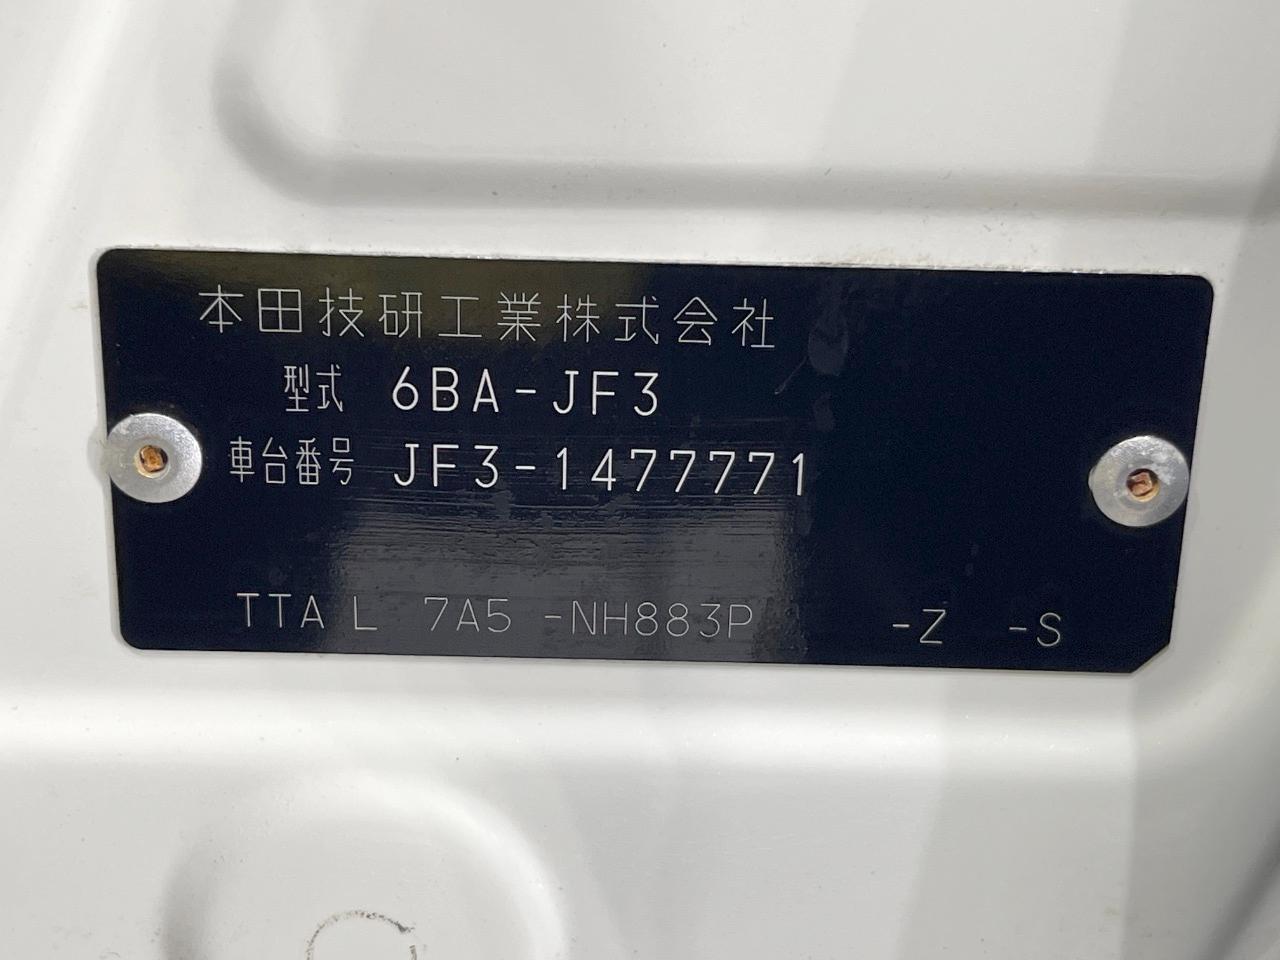 本田技研工業株式会社
型式 6BA-JF3
車台番号 JF3-1477771
TTA L 7A5 -NH883P -Z -S